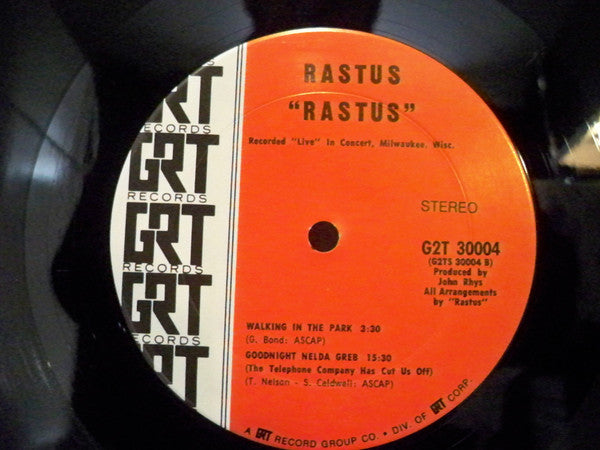 RASTUS
"RASTUS"
Recorded "Live" In Concert, Milwaukee, Wisc.
STEREO
G2T 30004
(G2TS 30004 B)
Produced by
John Rhys
All Arrangements
by "Rastus"
WALKING IN THE PARK 3:30
(G. Bond: ASCAP)
GOODNIGHT NELDA GREB 15:30
(The Telephone Company Has Cut Us Off)
(T. Nelson - S. Caldwell: ASCAP)
A GRT RECORD GROUP CO. • DIV. OF GRT CORP.
GRT
RECORDS
GRT
RECORDS
GRT
RECORDS
GRT
RECORDS
GRT